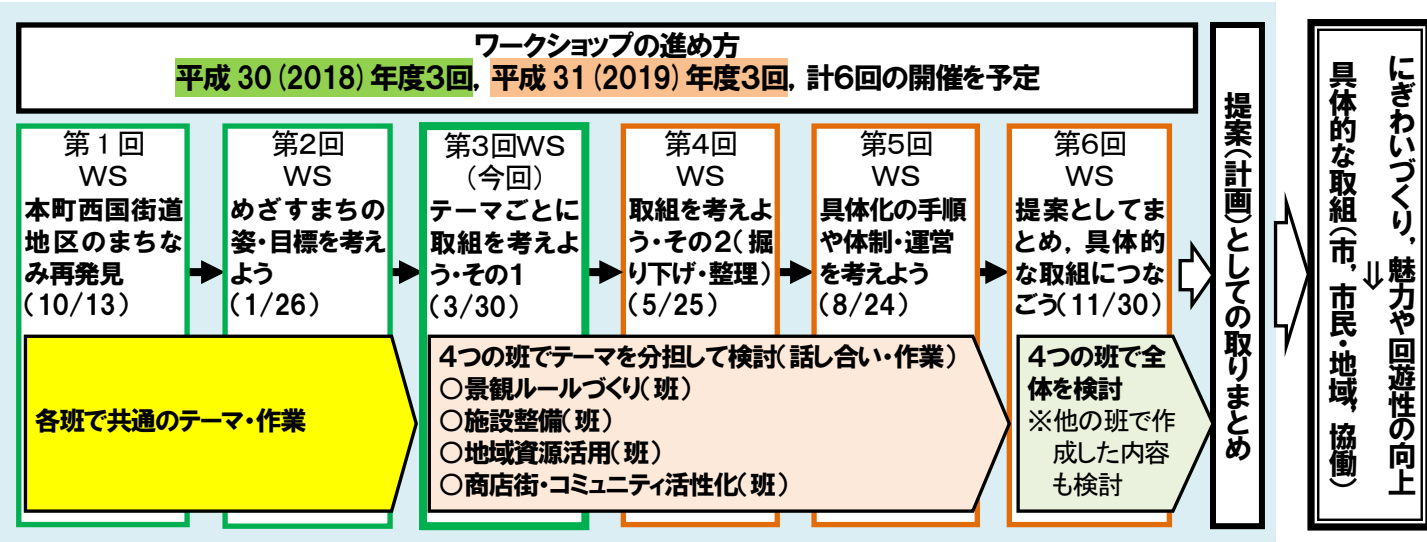 ワークショップの進め方
平成30(2018)年度3回,平成31(2019)年度3回,計6回の開催を予定
第1回
WS
本町西国街道
地区のまちな
み再発見
(10/13)
第2回
WS
めざすまちの
姿・目標を考え
よう
(1/26)
第3回WS
(今回)
テーマごとに
取組を考えよ
う・その1
(3/30)
第4回
WS
取組を考えよ
う・その2(掘
り下げ・整理)
(5/25)
第5回
WS
具体化の手順
や体制・運営
を考えよう
(8/24)
第6回
WS
提案としてま
とめ,具体的
な取組につな
ごう(11/30)
各班で共通のテーマ・作業
4つの班でテーマを分担して検討(話し合い・作業)
○景観ルールづくり(班)
○施設整備(班)
○地域資源活用(班)
○商店街・コミュニティ活性化(班)
4つの班で全
体を検討
※他の班で作
成した内容
も検討
提案(計画)としての取りまとめ
にぎわいづくり,魅力や回遊性の向上
⇓
具体的な取組(市,市民・地域,協働)